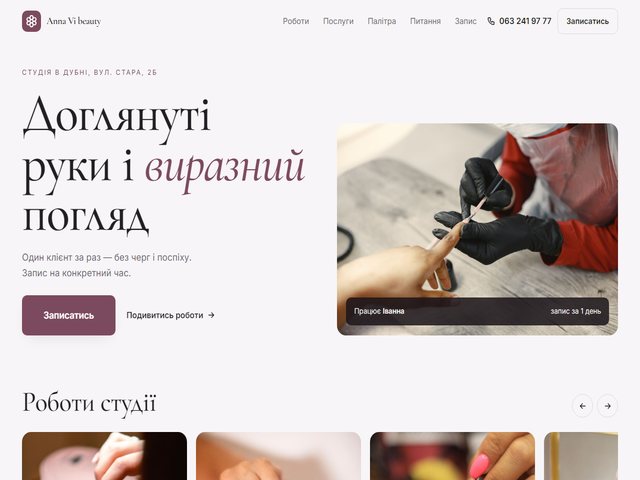 Anna Vi beauty
Роботи Послуги Палітра Питання Запис 063 241 97 77 Записатись
СТУДІЯ В ДУБНІ, ВУЛ. СТАРА, 2Б
Доглянуті
руки і виразний
погляд
Один клієнт за раз — без черг і поспіху.
Запис на конкретний час.
Записатись Подивитись роботи →
Працює Іванна запис за 1 день
Роботи студії ← →